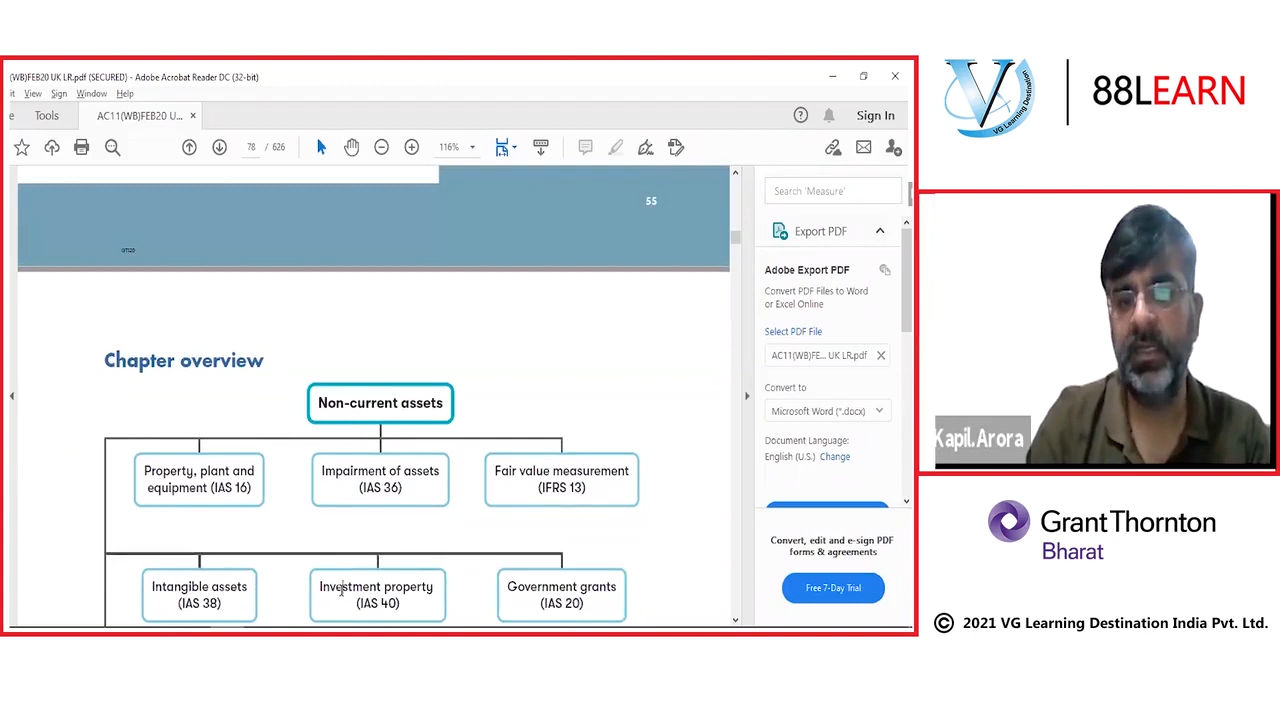 (WB)FEB20 UK LR.pdf (SECURED) - Adobe Acrobat Reader DC (32-bit)
it View Sign Window Help
e Tools AC11(WB)FEB20 U... × Sign In
78 / 626 116%
Search 'Measure'
55
Export PDF
Adobe Export PDF
Convert PDF Files to Word
or Excel Online
Select PDF File
AC11(WB)FE... UK LR.pdf
Convert to
Microsoft Word (*.docx)
Document Language:
English (U.S.) Change
Convert, edit and e-sign PDF
forms & agreements
Free 7-Day Trial
Chapter overview
Non-current assets
Property, plant and
equipment (IAS 16)
Impairment of assets
(IAS 36)
Fair value measurement
(IFRS 13)
Intangible assets
(IAS 38)
Investment property
(IAS 40)
Government grants
(IAS 20)
V
VG Learning Destination
88LEARN
Kapil.Arora
Grant Thornton
Bharat
© 2021 VG Learning Destination India Pvt. Ltd.